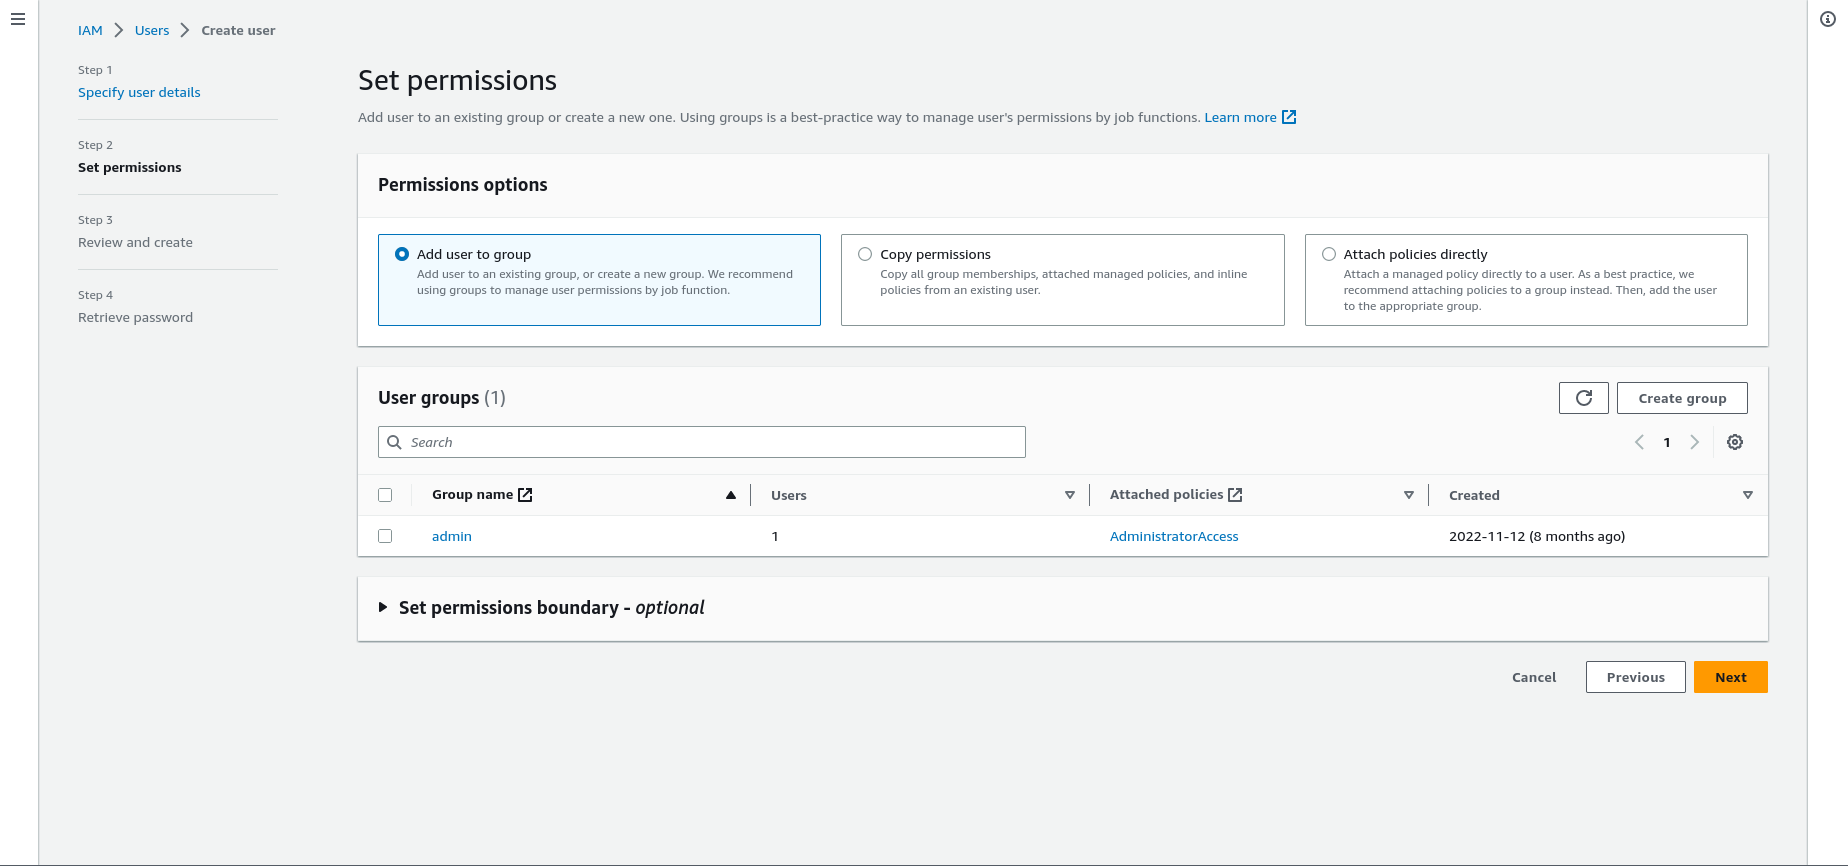 IAM > Users > Create user
Step 1
Specify user details
Step 2
Set permissions
Step 3
Review and create
Step 4
Retrieve password
Set permissions
Add user to an existing group or create a new one. Using groups is a best-practice way to manage user's permissions by job functions. Learn more
Permissions options
Add user to group
Add user to an existing group, or create a new group. We recommend
using groups to manage user permissions by job function.
Copy permissions
Copy all group memberships, attached managed policies, and inline
policies from an existing user.
Attach policies directly
Attach a managed policy directly to a user. As a best practice, we
recommend attaching policies to a group instead. Then, add the user
to the appropriate group.
User groups (1)
Create group
Search
1
Group name Users Attached policies Created
admin 1 AdministratorAccess 2022-11-12 (8 months ago)
Set permissions boundary - optional
Cancel Previous Next